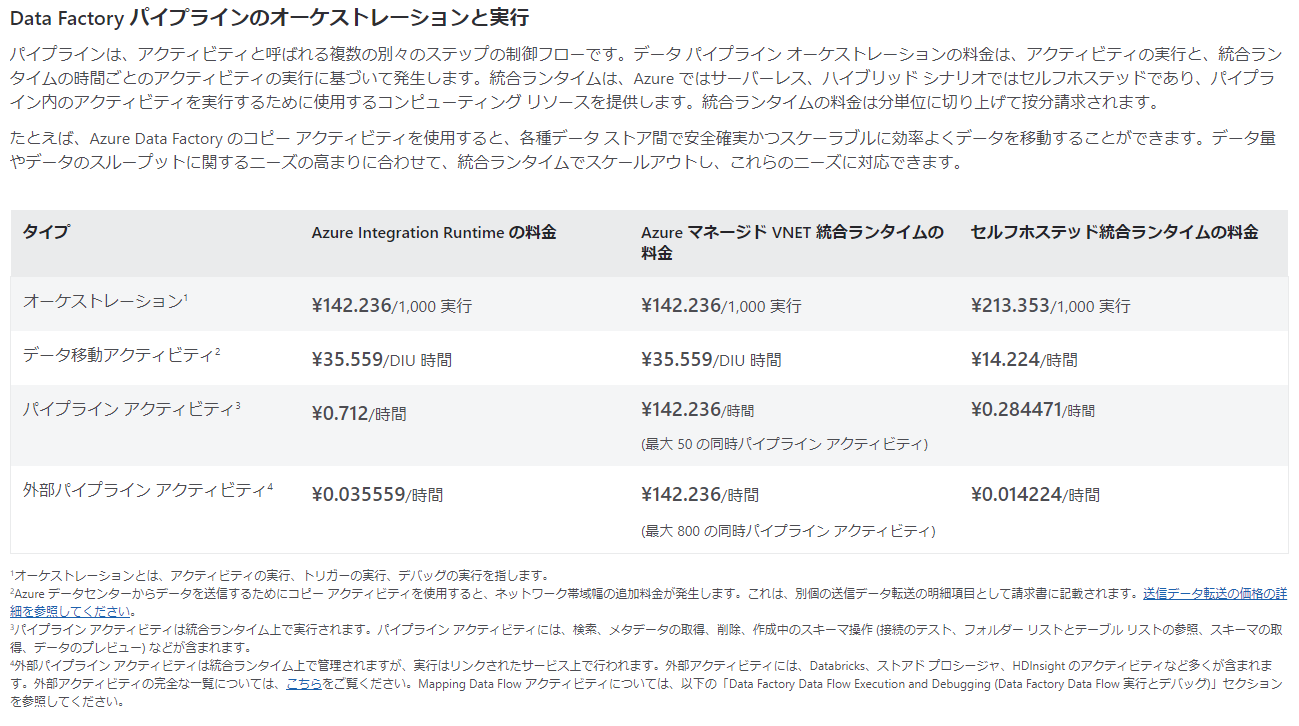 Data Factory パイプラインのオーケストレーションと実行
パイプラインは、アクティビティと呼ばれる複数の別々のステップの制御フローです。データ パイプライン オーケストレーションの料金は、アクティビティの実行と、統合ラン
タイムの時間ごとのアクティビティの実行に基づいて発生します。統合ランタイムは、Azure ではサーバーレス、ハイブリッド シナリオではセルフホステッドであり、パイプラ
イン内のアクティビティを実行するために使用するコンピューティング リソースを提供します。統合ランタイムの料金は分単位に切り上げて按分請求されます。
たとえば、Azure Data Factory のコピー アクティビティを使用すると、各種データ ストア間で安全確実かつスケーラブルに効率よくデータを移動することができます。データ量
やデータのスループットに関するニーズの高まりに合わせて、統合ランタイムでスケールアウトし、これらのニーズに対応できます。
タイプ Azure Integration Runtime の料金 Azure マネージド VNET 統合ランタイムの セルフホステッド統合ランタイムの料金
料金
オーケストレーション¹ ¥142.236/1,000 実行 ¥142.236/1,000 実行 ¥213.353/1,000 実行
データ移動アクティビティ² ¥35.559/DIU 時間 ¥35.559/DIU 時間 ¥14.224/時間
パイプライン アクティビティ³ ¥0.712/時間 ¥142.236/時間 ¥0.284471/時間
(最大 50 の同時パイプライン アクティビティ)
外部パイプライン アクティビティ⁴ ¥0.035559/時間 ¥142.236/時間 ¥0.014224/時間
(最大 800 の同時パイプライン アクティビティ)
¹オーケストレーションとは、アクティビティの実行、トリガーの実行、デバッグの実行を指します。
²Azure データセンターからデータを送信するためにコピー アクティビティを使用すると、ネットワーク帯域幅の追加料金が発生します。これは、別個の送信データ転送の明細項目として請求書に記載されます。送信データ転送の価格の詳
細を参照してください。
³パイプライン アクティビティは統合ランタイム上で実行されます。パイプライン アクティビティには、検索、メタデータの取得、削除、作成中のスキーマ操作 (接続のテスト、フォルダー リストとテーブル リストの参照、スキーマの取
得、データのプレビュー) などが含まれます。
⁴外部パイプライン アクティビティは統合ランタイム上で管理されますが、実行はリンクされたサービス上で行われます。外部アクティビティには、Databricks、ストアド プロシージャ、HDInsight のアクティビティなど多くが含まれま
す。外部アクティビティの完全な一覧については、こちらをご覧ください。Mapping Data Flow アクティビティについては、以下の「Data Factory Data Flow Execution and Debugging (Data Factory Data Flow 実行とデバッグ)」セクション
を参照してください。